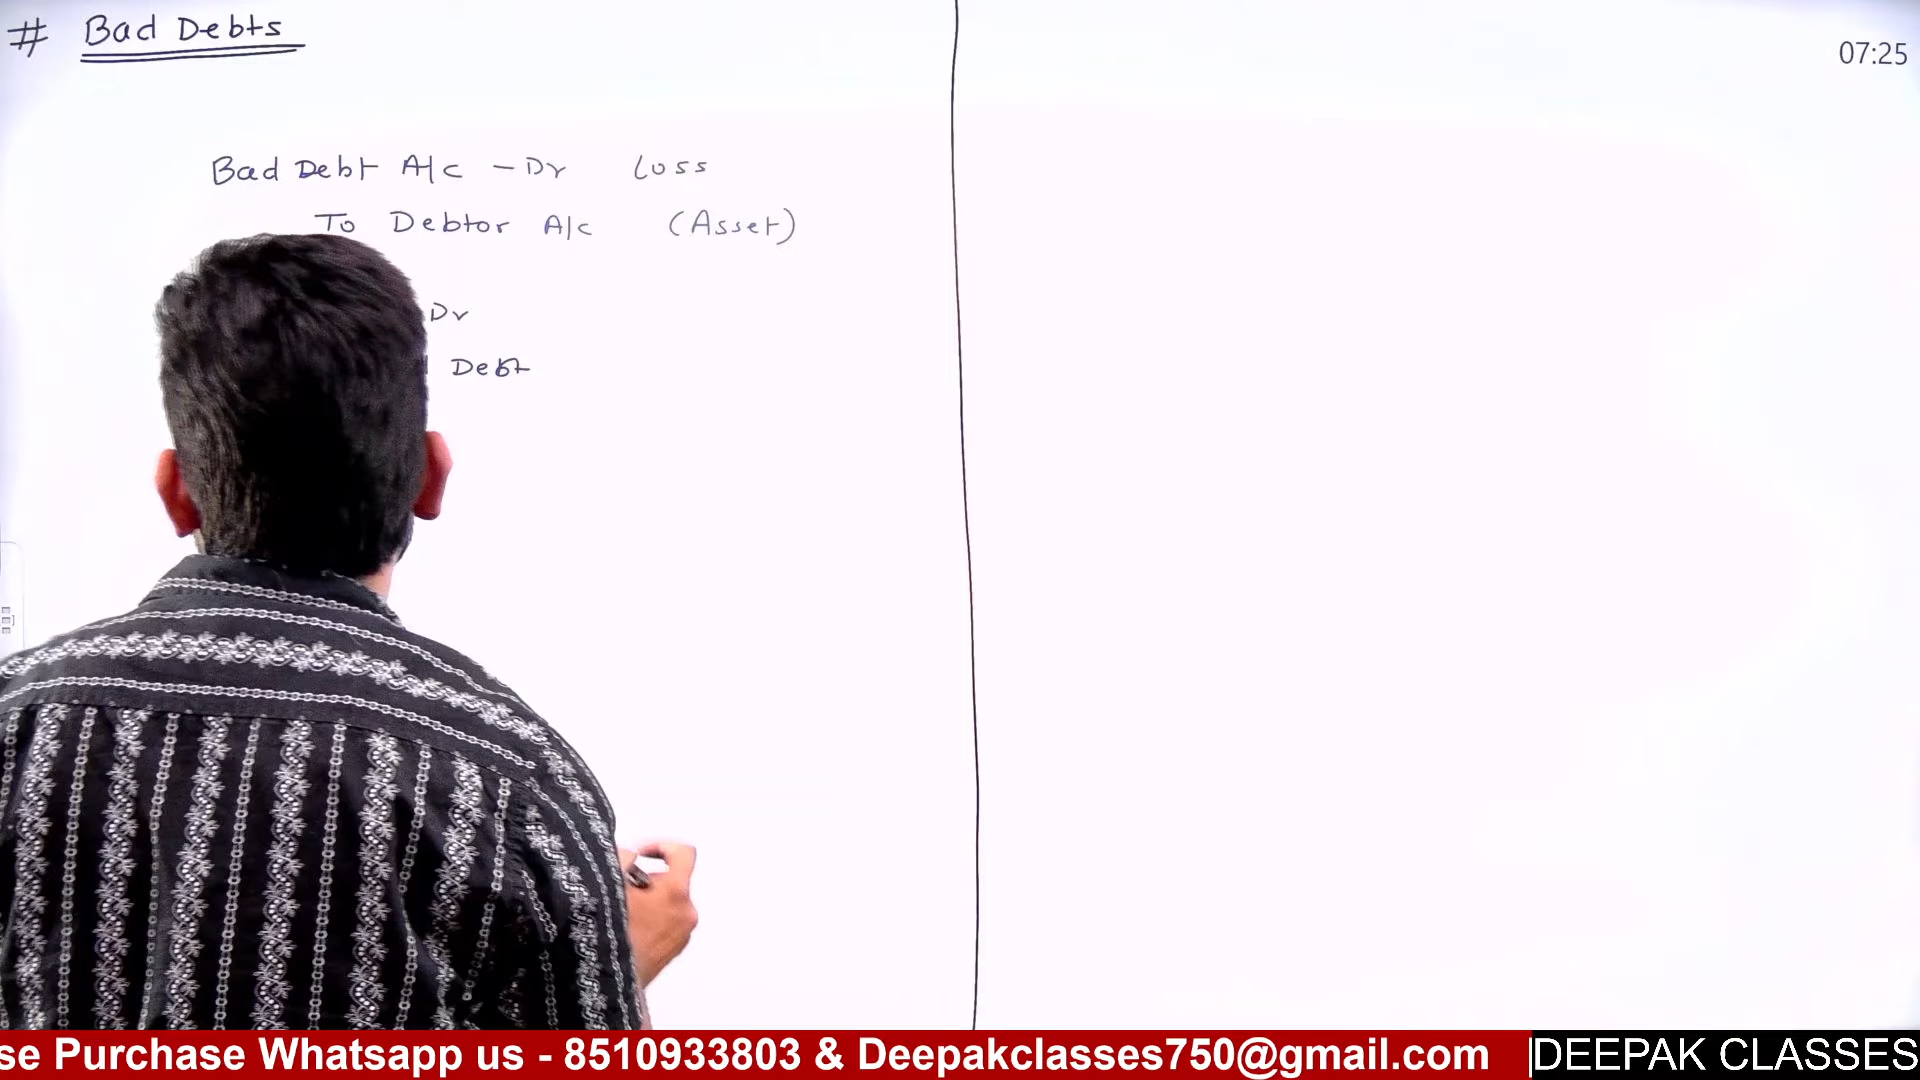 # Bad Debts
07:25
Bad Debt A/c - Dr Loss
To Debtor A/c (Asset)
Dr
Debt
se Purchase Whatsapp us - 8510933803 & Deepakclasses750@gmail.com
DEEPAK CLASSES